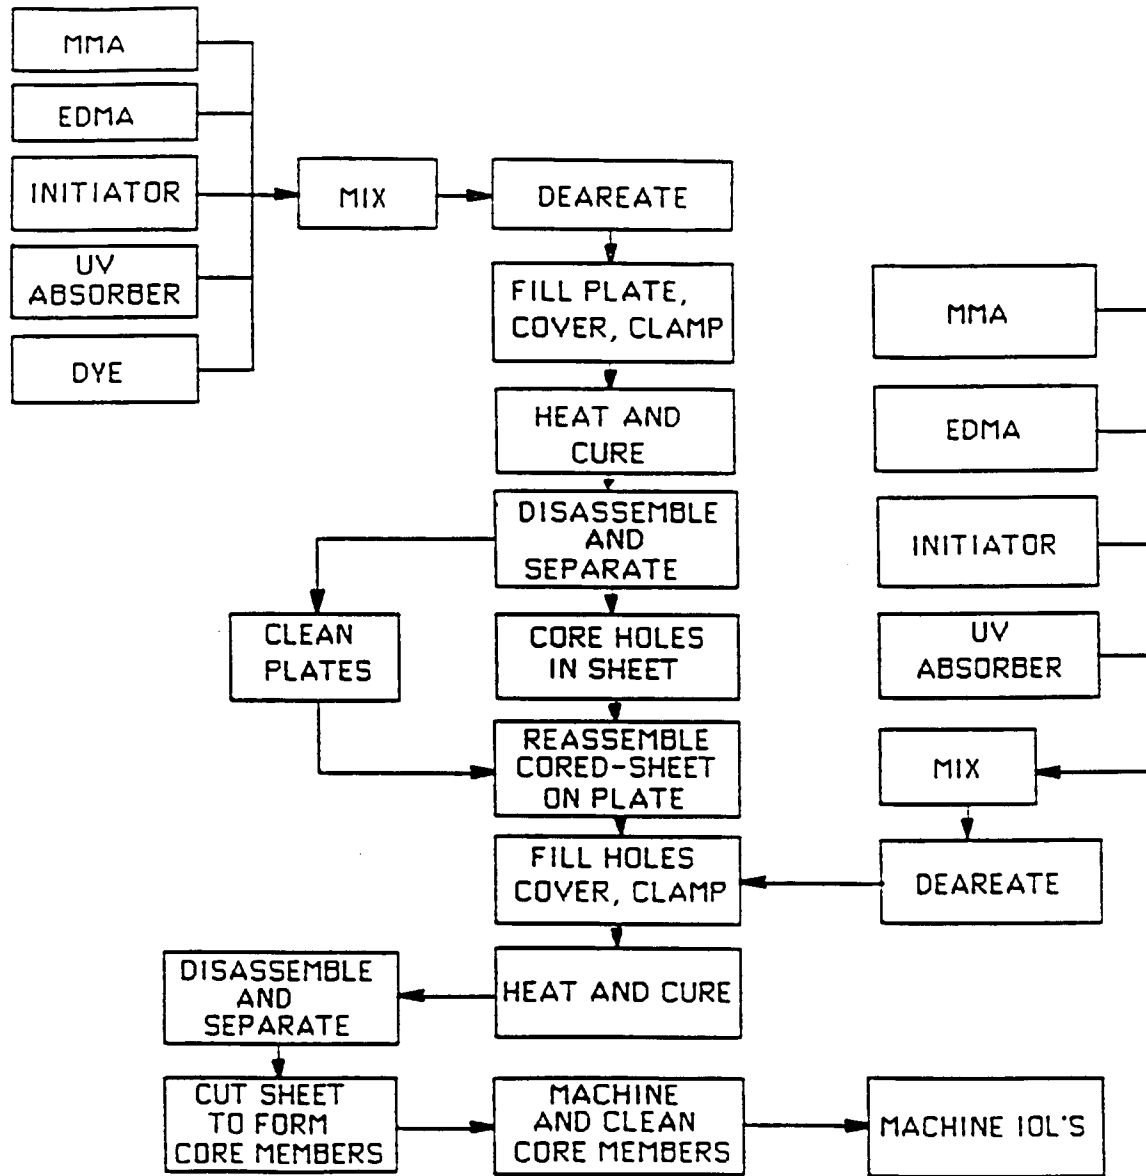 MMA
EDMA
INITIATOR
UV
ABSORBER
DYE
MIX
DEAREATE
FILL PLATE,
COVER, CLAMP
HEAT AND
CURE
DISASSEMBLE
AND
SEPARATE
CLEAN
PLATES
CORE HOLES
IN SHEET
REASSEMBLE
CORED-SHEET
ON PLATE
MMA
EDMA
INITIATOR
UV
ABSORBER
MIX
DEAREATE
FILL HOLES
COVER, CLAMP
HEAT AND CURE
DISASSEMBLE
AND
SEPARATE
CUT SHEET
TO FORM
CORE MEMBERS
MACHINE
AND CLEAN
CORE MEMBERS
MACHINE IOL'S